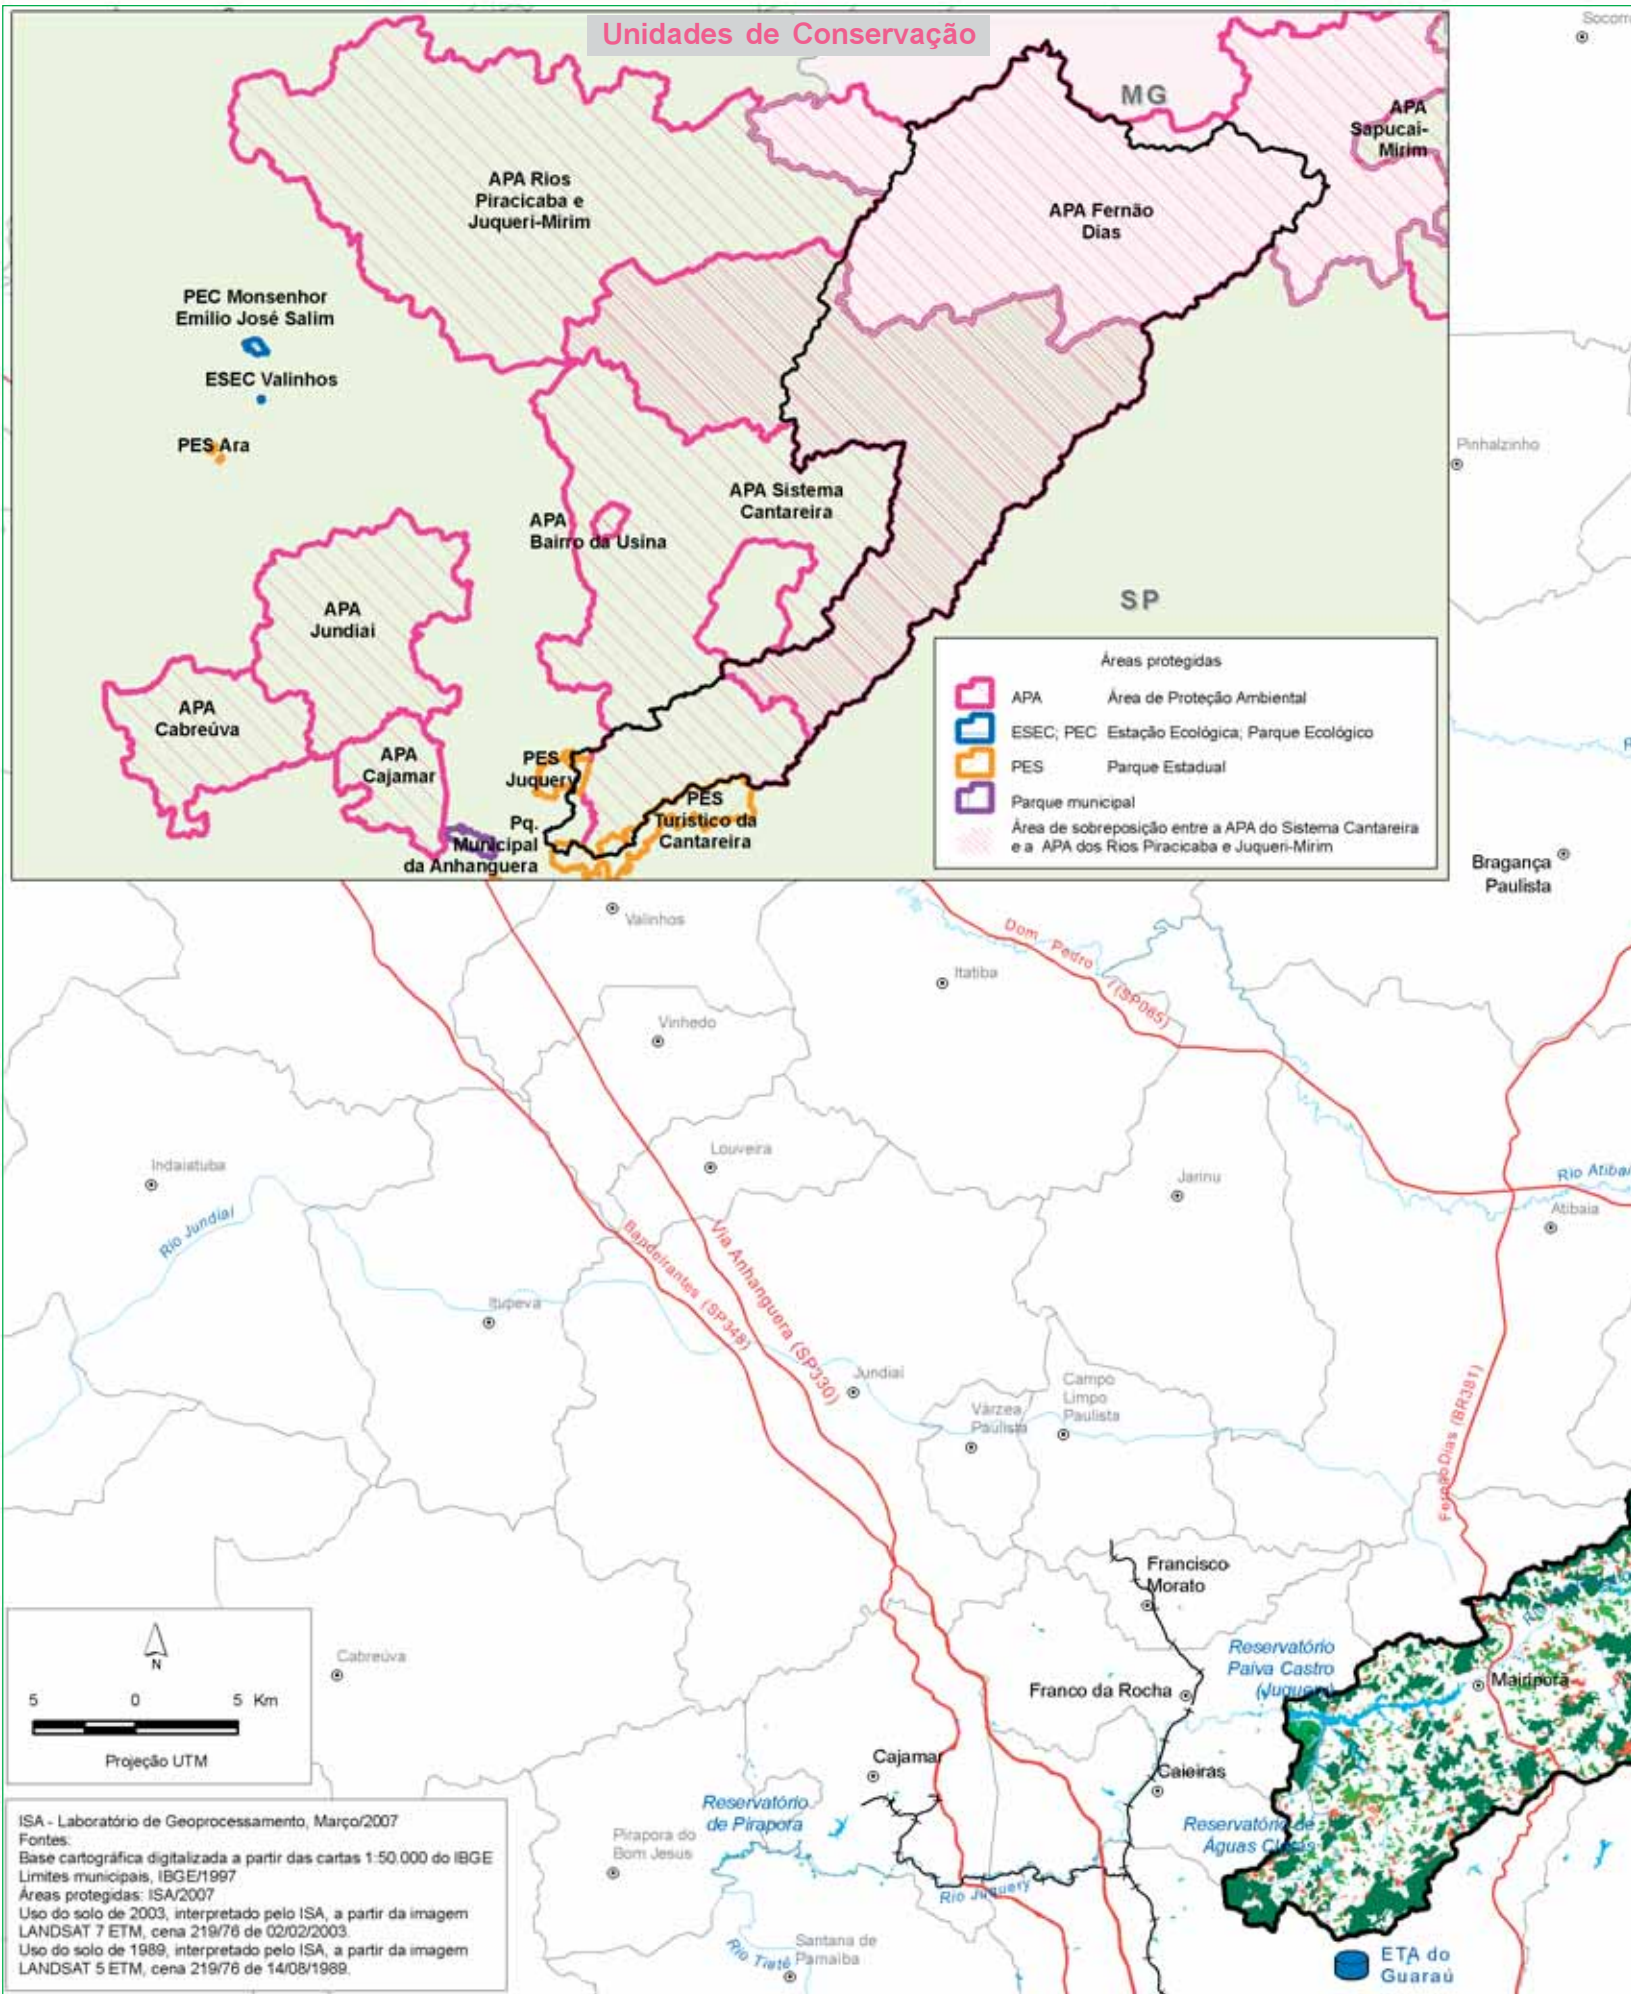 Unidades de Conservação
Socorr
MG
APA
Sapucai-
Mirim
APA Rios
Piracicaba e
Juqueri-Mirim
APA Fernão
Dias
PEC Monsenhor
Emílio José Salim
ESEC Valinhos
PES Ara
Pinhalzinho
APA Sistema
Cantareira
APA
Bairro da Usina
APA
Jundiaí
SP
APA
Cabreúva
APA
Cajamar
PES
Juquery
PES
Turístico da
Cantareira
Pq.
Municipal
da Anhanguera
Áreas protegidas
APA Área de Proteção Ambiental
ESEC; PEC Estação Ecológica; Parque Ecológico
PES Parque Estadual
Parque municipal
Área de sobreposição entre a APA do Sistema Cantareira
e a APA dos Rios Piracicaba e Juqueri-Mirim
Bragança
Paulista
Valinhos
Dom Pedro I (SP065)
Itatiba
Vinhedo
Louveira
Indaiatuba
Jarinu
Rio Atibai
Atibaia
Rio Jundiaí
Bandeirantes (SP348)
Via Anhanguera (SP330)
Itupeva
Jundiaí
Campo
Limpo
Paulista
Várzea
Paulista
Fernão Dias (BR381)
Francisco
Morato
N
5 0 5 Km
Projeção UTM
Cabreúva
Reservatório
Paiva Castro
(Juquery)
Mairiporã
Franco da Rocha
Cajamar
Caieiras
Reservatório
de Pirapora
Reservatório de
Águas Claras
Pirapora do
Bom Jesus
Rio Juquery
Rio Tietê
Santana de
Parnaíba
ETA do
Guaraú
ISA - Laboratório de Geoprocessamento, Março/2007
Fontes:
Base cartográfica digitalizada a partir das cartas 1:50.000 do IBGE
Limites municipais, IBGE/1997
Áreas protegidas: ISA/2007
Uso do solo de 2003, interpretado pelo ISA, a partir da imagem
LANDSAT 7 ETM, cena 219/76 de 02/02/2003.
Uso do solo de 1989, interpretado pelo ISA, a partir da imagem
LANDSAT 5 ETM, cena 219/76 de 14/08/1989.